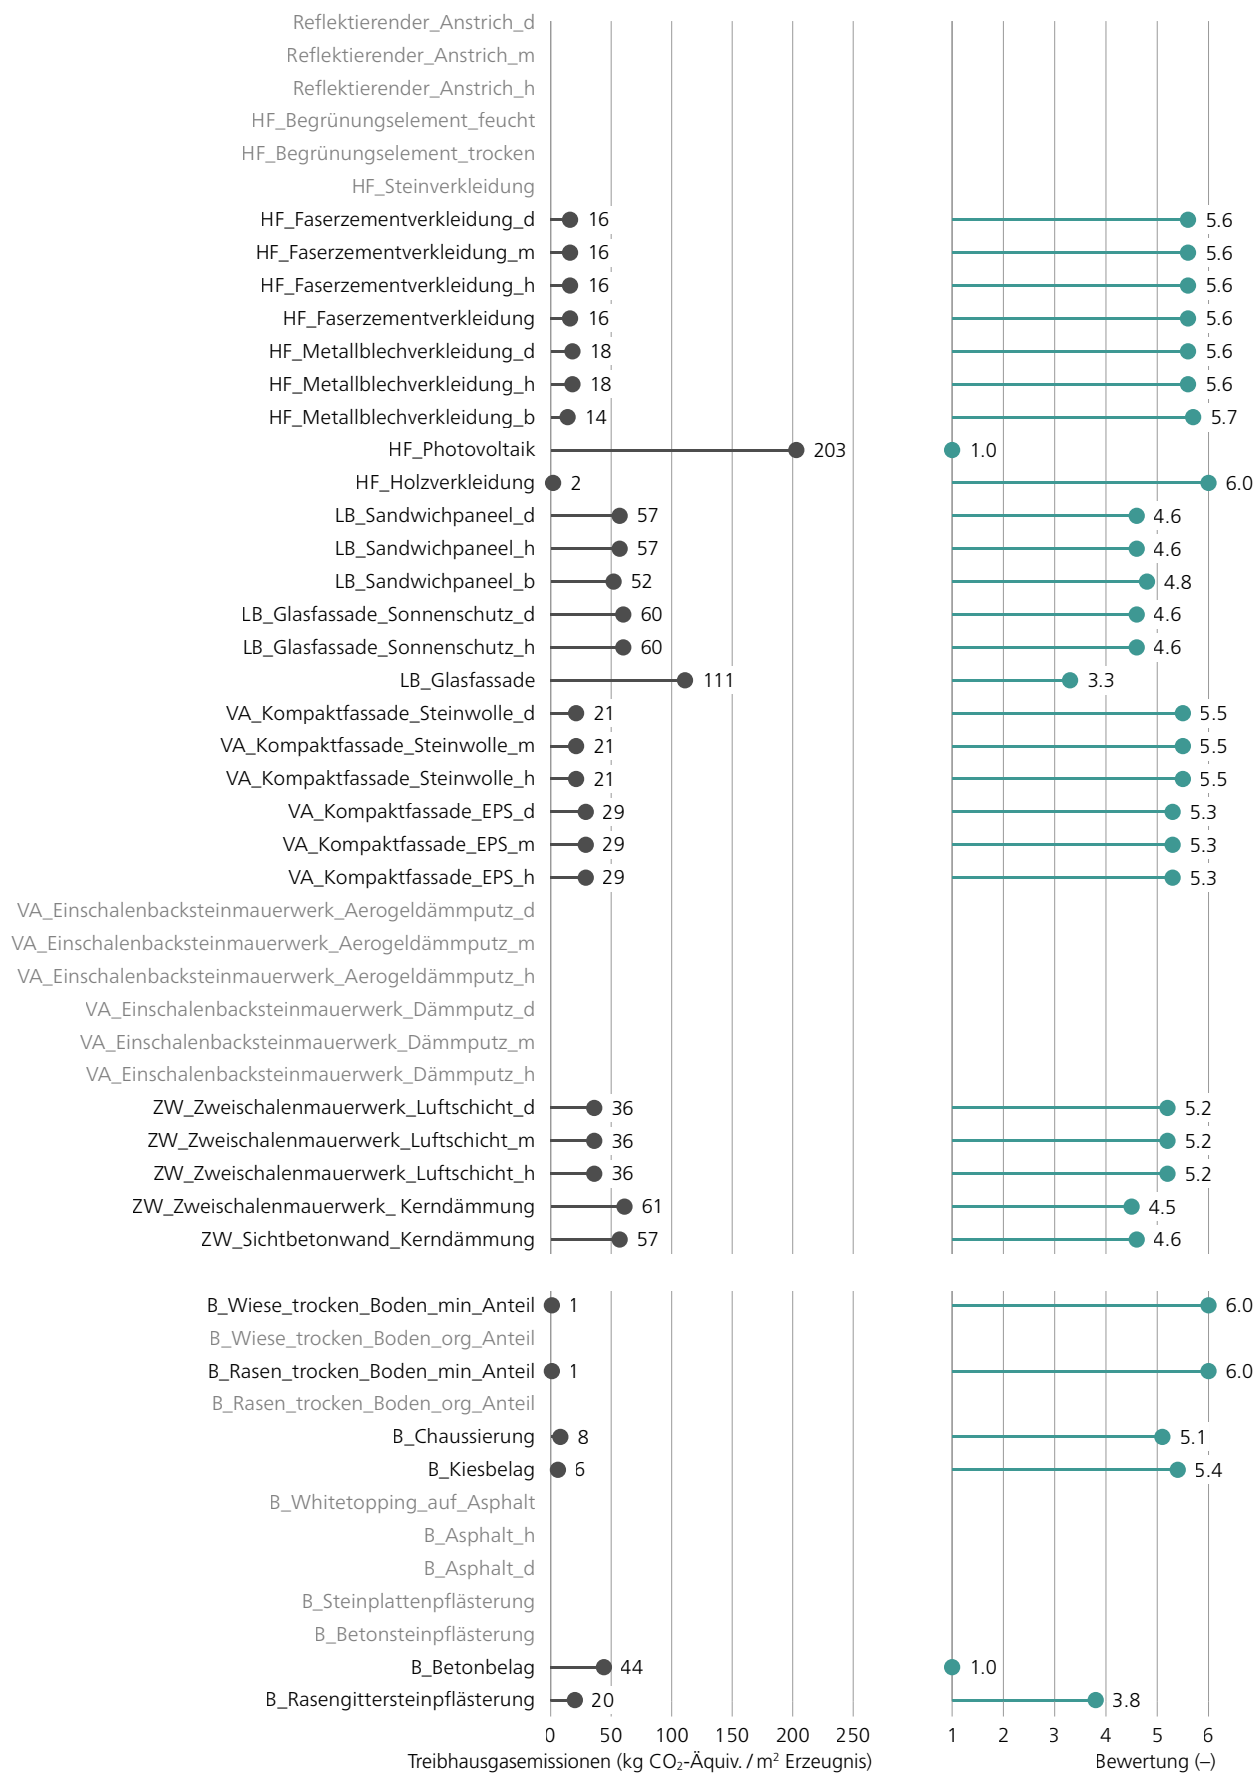 Reflektierender_Anstrich_d
Reflektierender_Anstrich_m
Reflektierender_Anstrich_h
HF_Begrünungselement_feucht
HF_Begrünungselement_trocken
HF_Steinverkleidung
HF_Faserzementverkleidung_d 16 5.6
HF_Faserzementverkleidung_m 16 5.6
HF_Faserzementverkleidung_h 16 5.6
HF_Faserzementverkleidung 16 5.6
HF_Metallblechverkleidung_d 18 5.6
HF_Metallblechverkleidung_h 18 5.6
HF_Metallblechverkleidung_b 14 5.7
HF_Photovoltaik 203 1.0
HF_Holzverkleidung 2 6.0
LB_Sandwichpaneel_d 57 4.6
LB_Sandwichpaneel_h 57 4.6
LB_Sandwichpaneel_b 52 4.8
LB_Glasfassade_Sonnenschutz_d 60 4.6
LB_Glasfassade_Sonnenschutz_h 60 4.6
LB_Glasfassade 111 3.3
VA_Kompaktfassade_Steinwolle_d 21 5.5
VA_Kompaktfassade_Steinwolle_m 21 5.5
VA_Kompaktfassade_Steinwolle_h 21 5.5
VA_Kompaktfassade_EPS_d 29 5.3
VA_Kompaktfassade_EPS_m 29 5.3
VA_Kompaktfassade_EPS_h 29 5.3
VA_Einschalenbacksteinmauerwerk_Aerogeldämmputz_d
VA_Einschalenbacksteinmauerwerk_Aerogeldämmputz_m
VA_Einschalenbacksteinmauerwerk_Aerogeldämmputz_h
VA_Einschalenbacksteinmauerwerk_Dämmputz_d
VA_Einschalenbacksteinmauerwerk_Dämmputz_m
VA_Einschalenbacksteinmauerwerk_Dämmputz_h
ZW_Zweischalenmauerwerk_Luftschicht_d 36 5.2
ZW_Zweischalenmauerwerk_Luftschicht_m 36 5.2
ZW_Zweischalenmauerwerk_Luftschicht_h 36 5.2
ZW_Zweischalenmauerwerk_ Kerndämmung 61 4.5
ZW_Sichtbetonwand_Kerndämmung 57 4.6
B_Wiese_trocken_Boden_min_Anteil 1 6.0
B_Wiese_trocken_Boden_org_Anteil
B_Rasen_trocken_Boden_min_Anteil 1 6.0
B_Rasen_trocken_Boden_org_Anteil
B_Chaussierung 8 5.1
B_Kiesbelag 6 5.4
B_Whitetopping_auf_Asphalt
B_Asphalt_h
B_Asphalt_d
B_Steinplattenpflästerung
B_Betonsteinpflästerung
B_Betonbelag 44 1.0
B_Rasengittersteinpflästerung 20 3.8
0 50 100 150 200 250 1 2 3 4 5 6
Treibhausgasemissionen (kg CO₂-Äquiv. / m² Erzeugnis) Bewertung (–)